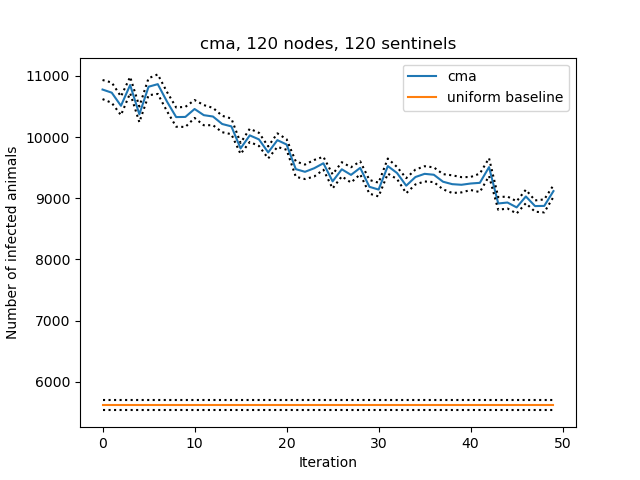 cma, 120 nodes, 120 sentinels
cma
uniform baseline
Number of infected animals
11000
10000
9000
8000
7000
6000
0 10 20 30 40 50
Iteration